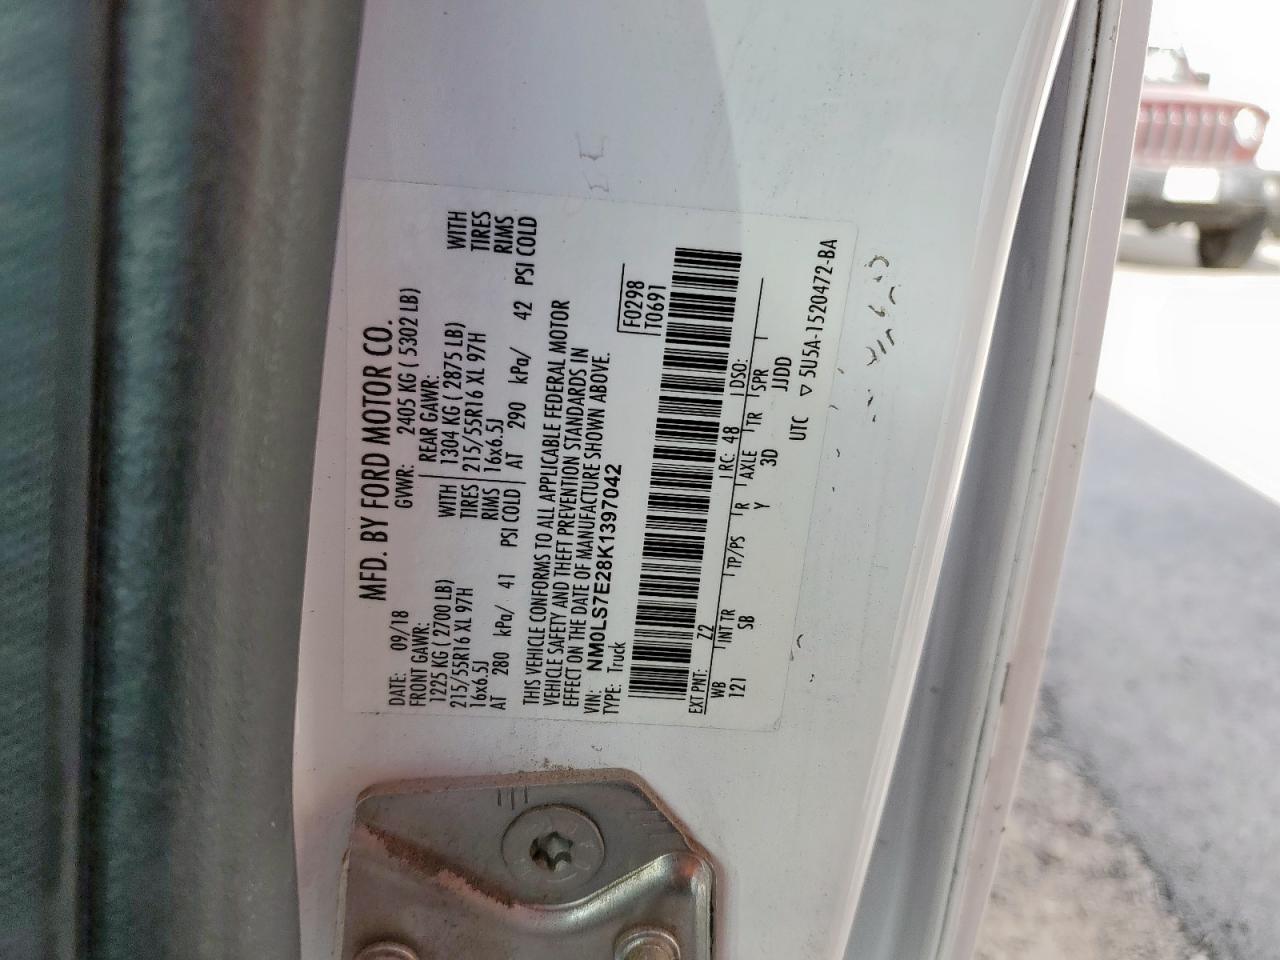 MFD. BY FORD MOTOR CO.
DATE: 09/18 GVWR: 2405 KG ( 5302 LB)
FRONT GAWR: REAR GAWR:
1225 KG ( 2700 LB) WITH 1304 KG ( 2875 LB) WITH
215/55R16 XL 97H TIRES 215/55R16 XL 97H TIRES
16x6.5J RIMS 16x6.5J RIMS
AT 280 kPa/ 41 PSI COLD AT 290 kPa/ 42 PSI COLD
THIS VEHICLE CONFORMS TO ALL APPLICABLE FEDERAL MOTOR
VEHICLE SAFETY AND THEFT PREVENTION STANDARDS IN
EFFECT ON THE DATE OF MANUFACTURE SHOWN ABOVE.
VIN: NM0LS7E28K1397042
TYPE: Truck
F0298
T0691
EXT PNT: Z2 RC: 48 DSO:
WB INT TR TP/PS R AXLE TR SPR
121 SB Y 3D JJDD
UTC ▽ 5U5A-1520472-BA